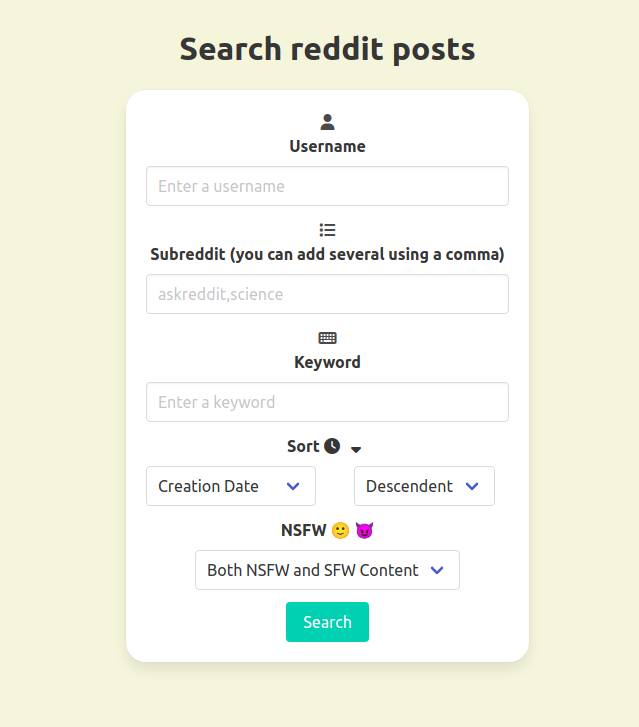 Search reddit posts
Username
Enter a username
Subreddit (you can add several using a comma)
askreddit,science
Keyword
Enter a keyword
Sort
Creation Date Descendent
NSFW 🙂 😈
Both NSFW and SFW Content
Search